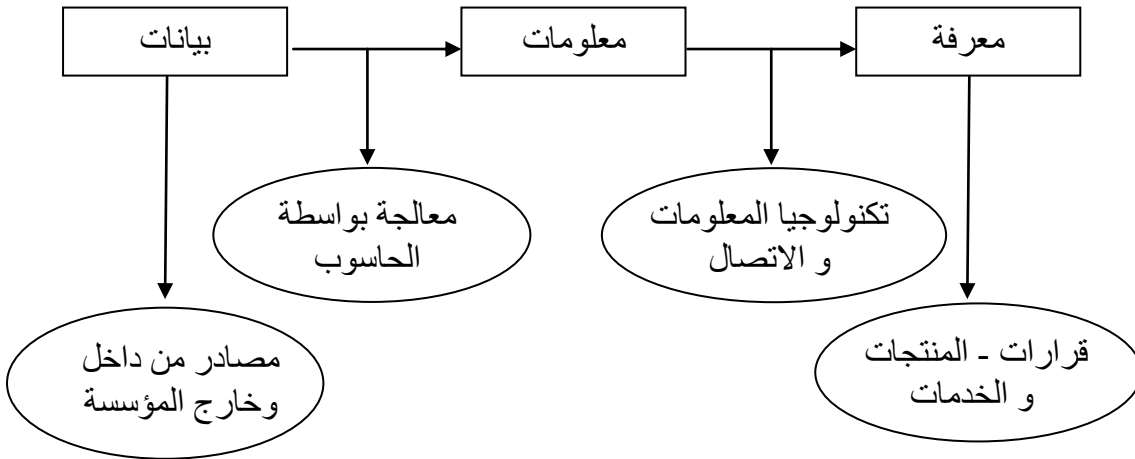 بيانات
معلومات
معرفة
معالجة بواسطة
الحاسوب
تكنولوجيا المعلومات
و الاتصال
مصادر من داخل
وخارج المؤسسة
قرارات - المنتجات
و الخدمات